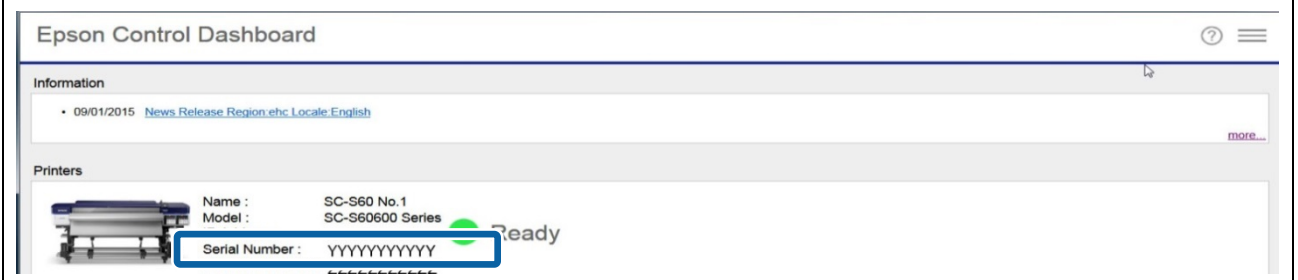 Epson Control Dashboard
Information
• 09/01/2015 News Release Region:ehc Locale:English
more...
Printers
Name : SC-S60 No.1
Model : SC-S60600 Series
Ready
Serial Number : YYYYYYYYYYY